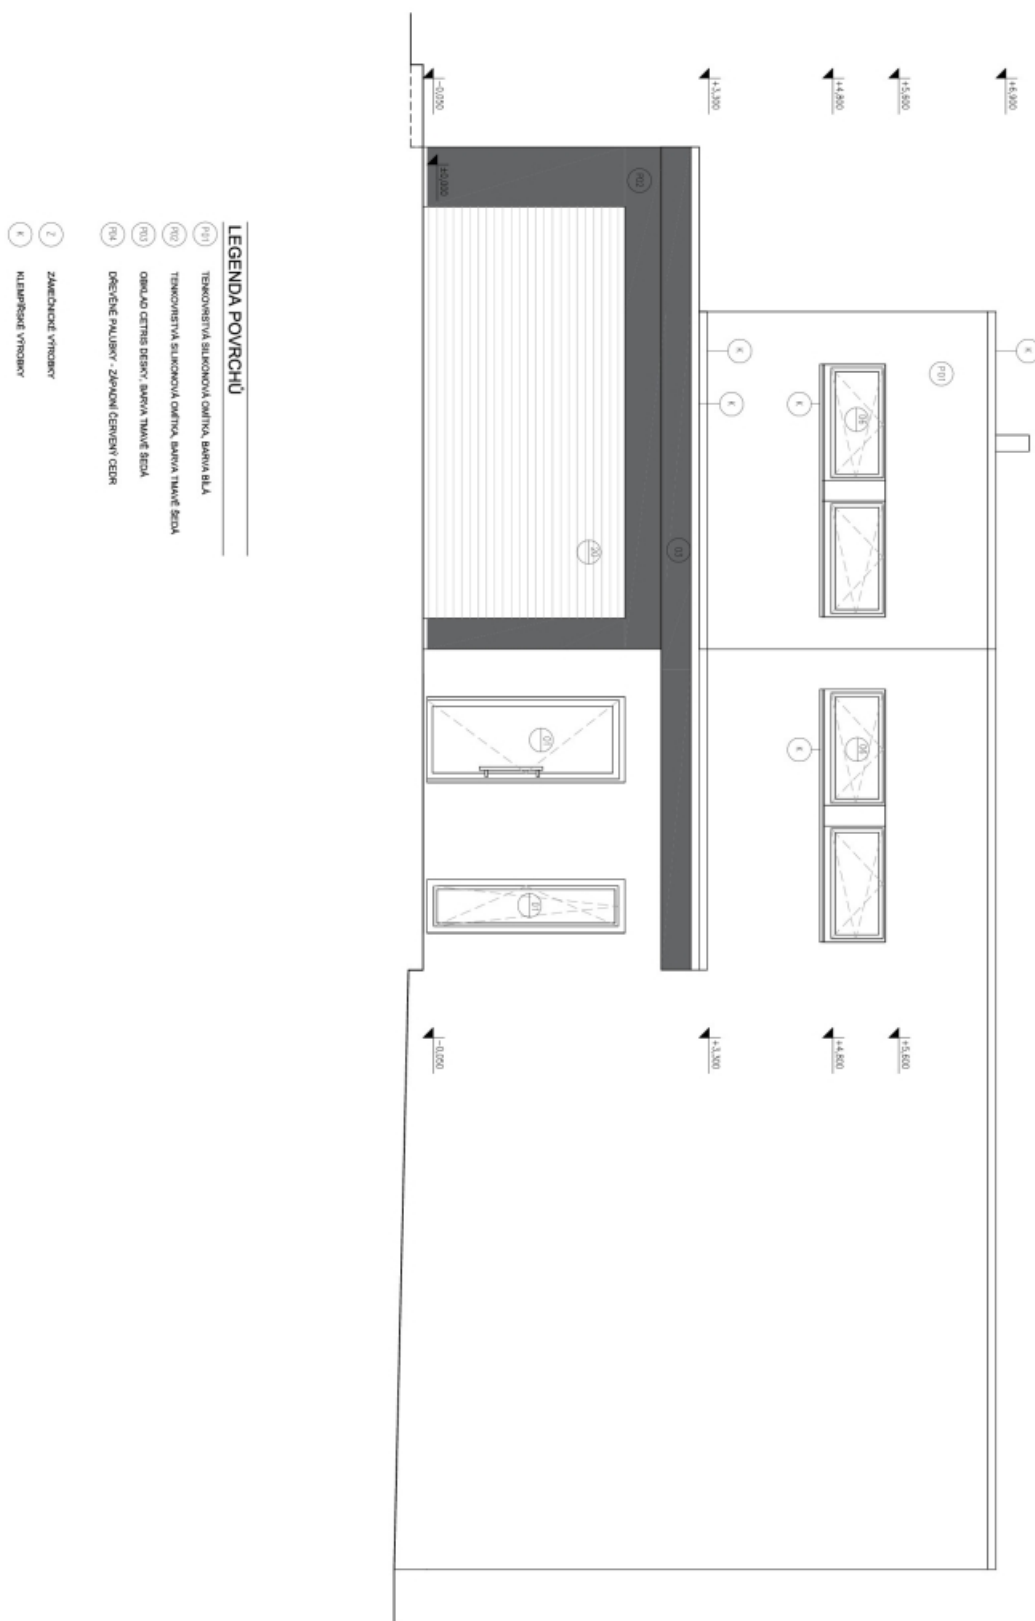 +6,900
+5,600
+4,800
+3,300
-0,050
K
P01
K
K
K
06
P02
±0,000
03
20
K
06
07
01
+5,600
+4,800
+3,300
-0,050
LEGENDA POVRCHŮ
P01 TENKOVRSTVÁ SILIKONOVÁ OMÍTKA, BARVA BÍLÁ
P02 TENKOVRSTVÁ SILIKONOVÁ OMÍTKA, BARVA TMAVĚ ŠEDÁ
P03 OBKLAD CETRIS DESKY, BARVA TMAVĚ ŠEDÁ
P04 DŘEVĚNÉ PALUBKY - ZÁPADNÍ ČERVENÝ CEDR
Z ZÁMEČNICKÉ VÝROBKY
K KLEMPÍŘSKÉ VÝROBKY